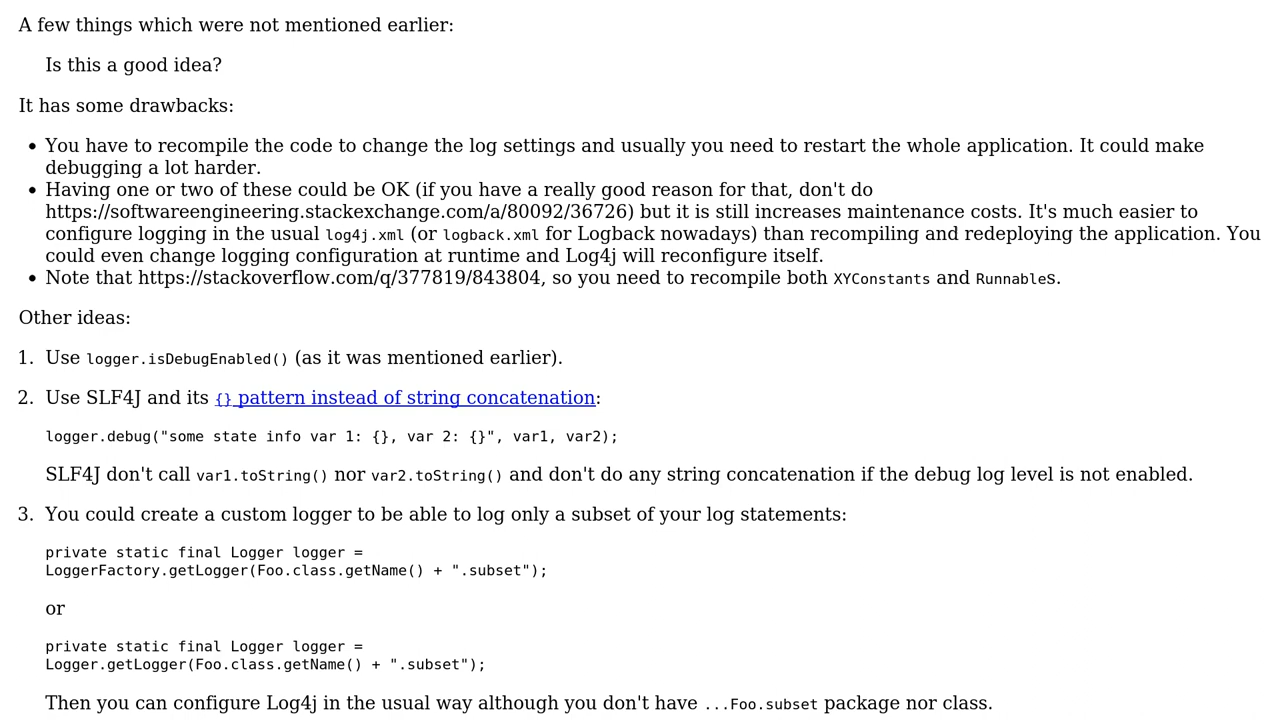 A few things which were not mentioned earlier:
Is this a good idea?
It has some drawbacks:
• You have to recompile the code to change the log settings and usually you need to restart the whole application. It could make
debugging a lot harder.
• Having one or two of these could be OK (if you have a really good reason for that, don't do
https://softwareengineering.stackexchange.com/a/80092/36726) but it is still increases maintenance costs. It's much easier to
configure logging in the usual log4j.xml (or logback.xml for Logback nowadays) than recompiling and redeploying the application. You
could even change logging configuration at runtime and Log4j will reconfigure itself.
• Note that https://stackoverflow.com/q/377819/843804, so you need to recompile both XYConstants and Runnables.
Other ideas:
1. Use logger.isDebugEnabled() (as it was mentioned earlier).
2. Use SLF4J and its {} pattern instead of string concatenation:
logger.debug("some state info var 1: {}, var 2: {}", var1, var2);
SLF4J don't call var1.toString() nor var2.toString() and don't do any string concatenation if the debug log level is not enabled.
3. You could create a custom logger to be able to log only a subset of your log statements:
private static final Logger logger =
LoggerFactory.getLogger(Foo.class.getName() + ".subset");
or
private static final Logger logger =
Logger.getLogger(Foo.class.getName() + ".subset");
Then you can configure Log4j in the usual way although you don't have ...Foo.subset package nor class.